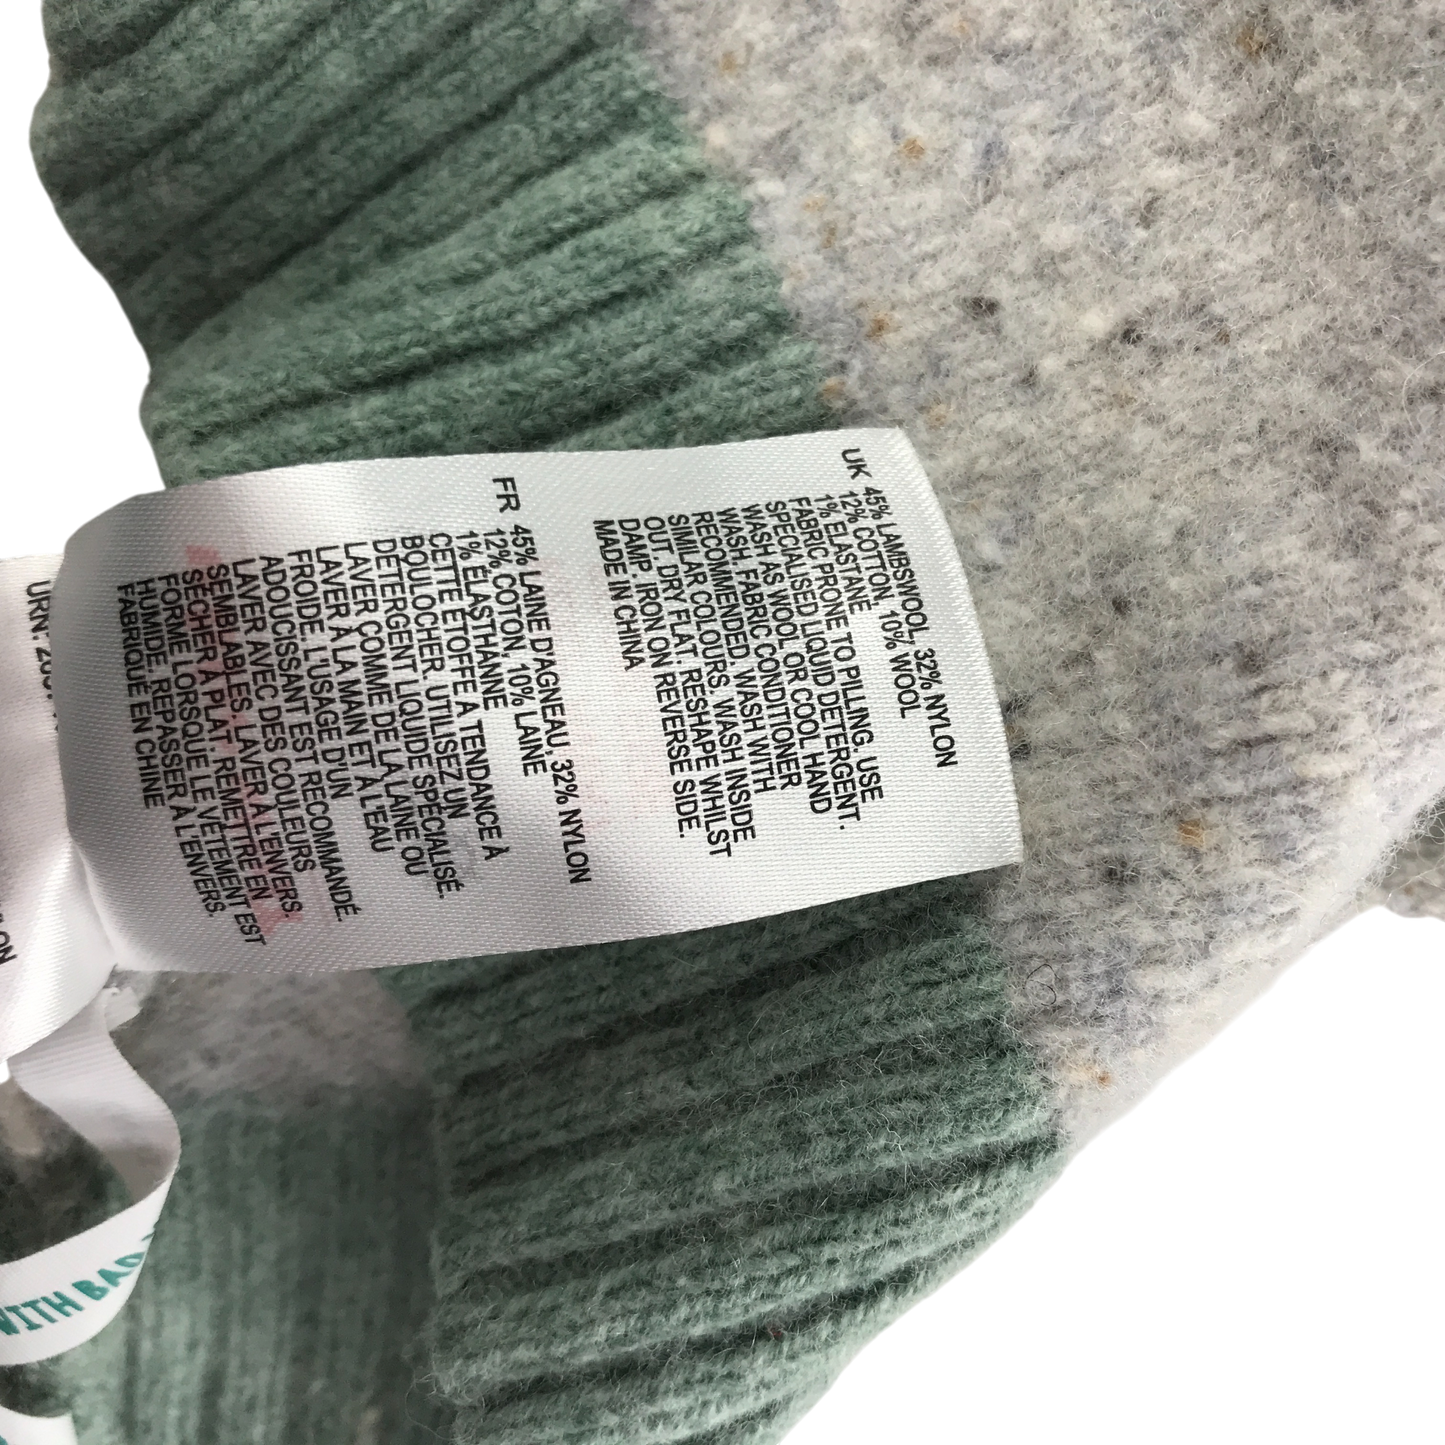 UK 45% LAMBSWOOL, 32% NYLON
12% COTTON, 10% WOOL
1% ELASTANE
FABRIC PRONE TO PILLING. USE
SPECIALISED LIQUID DETERGENT.
WASH AS WOOL OR COOL HAND
WASH. FABRIC CONDITIONER
RECOMMENDED. WASH WITH
SIMILAR COLOURS. WASH INSIDE
OUT. DRY FLAT. RESHAPE WHILST
DAMP. IRON ON REVERSE SIDE.
MADE IN CHINA
FR 45% LAINE D'AGNEAU, 32% NYLON
12% COTON, 10% LAINE
1% ÉLASTHANNE
CETTE ÉTOFFE A TENDANCE À
BOULOCHER. UTILISEZ UN
DÉTERGENT LIQUIDE SPÉCIALISÉ.
LAVER COMME DE LA LAINE OU
LAVER À LA MAIN ET À L'EAU
FROIDE. L'USAGE D'UN
ADOUCISSANT EST RECOMMANDÉ.
LAVER AVEC DES COULEURS
SEMBLABLES. LAVER À L'ENVERS.
SÉCHER À PLAT. REMETTRE EN
FORME LORSQUE LE VÊTEMENT EST
HUMIDE. REPASSER À L'ENVERS.
FABRIQUÉ EN CHINE
URN:
WITH